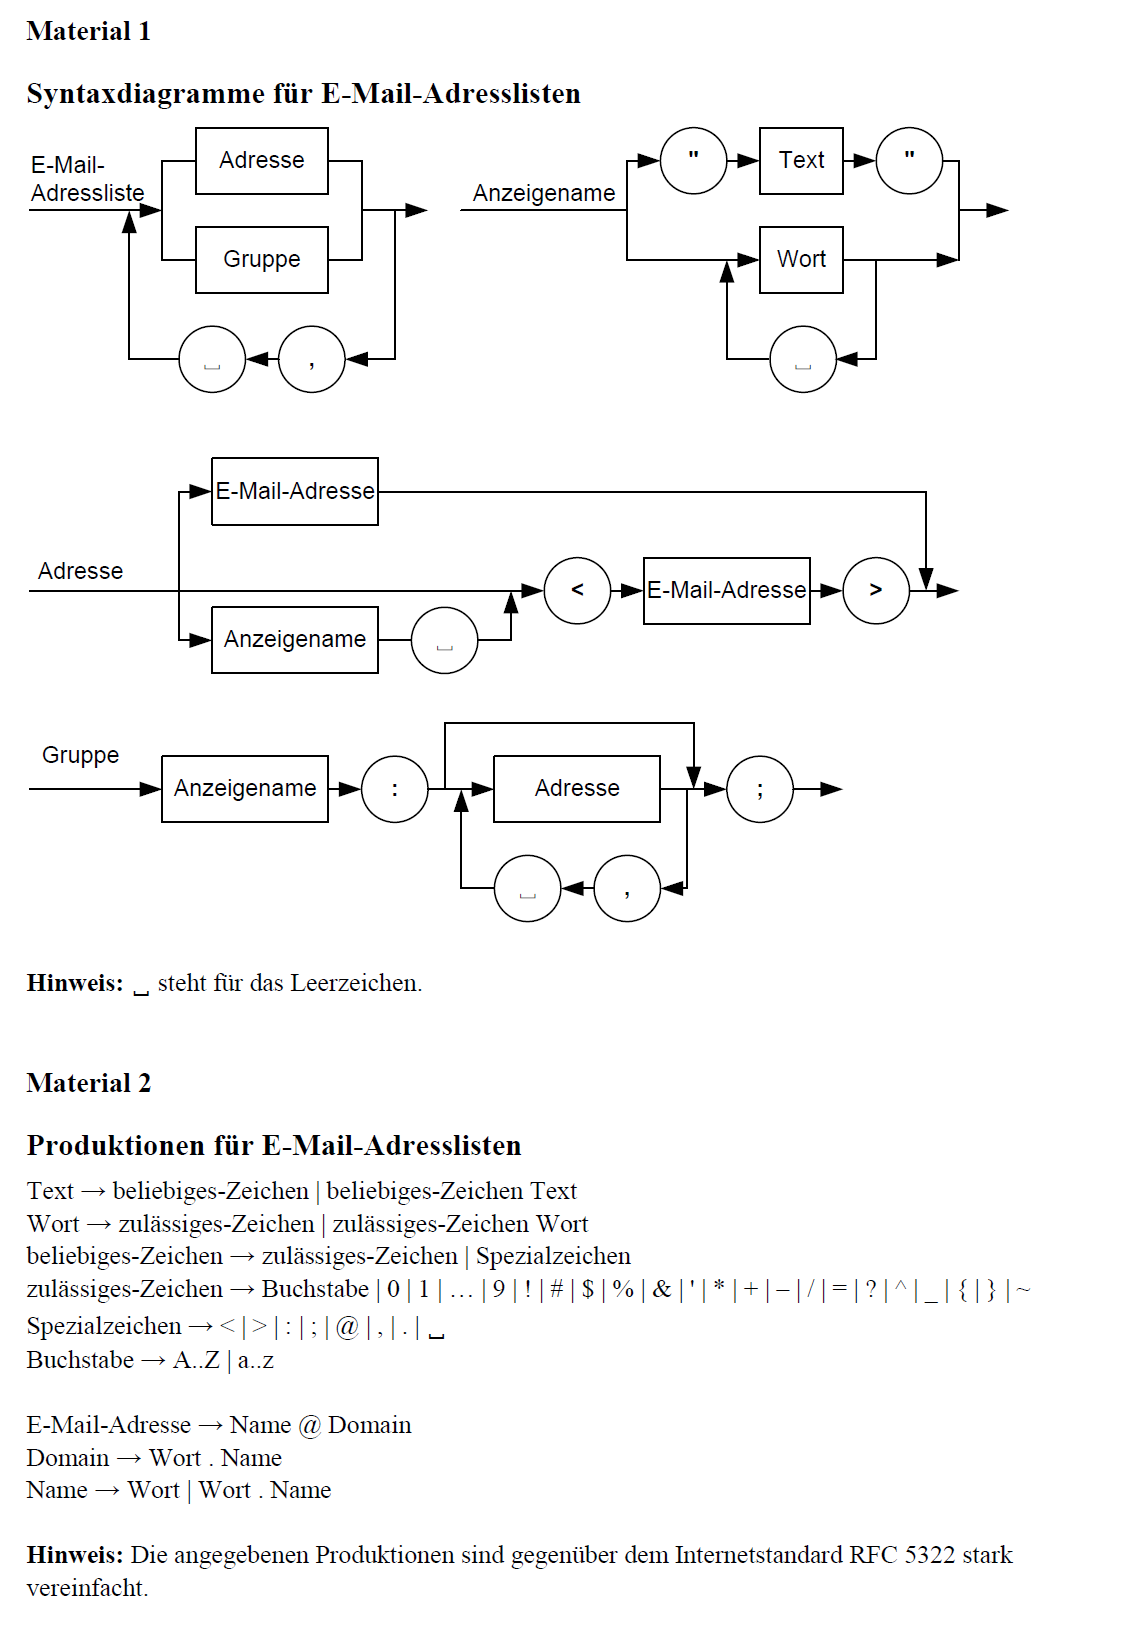 Material 1
Syntaxdiagramme für E-Mail-Adresslisten
E-Mail-
Adressliste
Adresse
Gruppe
␣ ,
Anzeigename
" Text "
Wort
␣
E-Mail-Adresse
Adresse
< E-Mail-Adresse >
Anzeigename ␣
Gruppe
Anzeigename : Adresse ;
␣ ,
Hinweis: ␣ steht für das Leerzeichen.
Material 2
Produktionen für E-Mail-Adresslisten
Text → beliebiges-Zeichen | beliebiges-Zeichen Text
Wort → zulässiges-Zeichen | zulässiges-Zeichen Wort
beliebiges-Zeichen → zulässiges-Zeichen | Spezialzeichen
zulässiges-Zeichen → Buchstabe | 0 | 1 | … | 9 | ! | # | $ | % | & | ' | * | + | – | / | = | ? | ^ | _ | { | } | ~
Spezialzeichen → < | > | : | ; | @ | , | . | ␣
Buchstabe → A..Z | a..z
E-Mail-Adresse → Name @ Domain
Domain → Wort . Name
Name → Wort | Wort . Name
Hinweis: Die angegebenen Produktionen sind gegenüber dem Internetstandard RFC 5322 stark
vereinfacht.